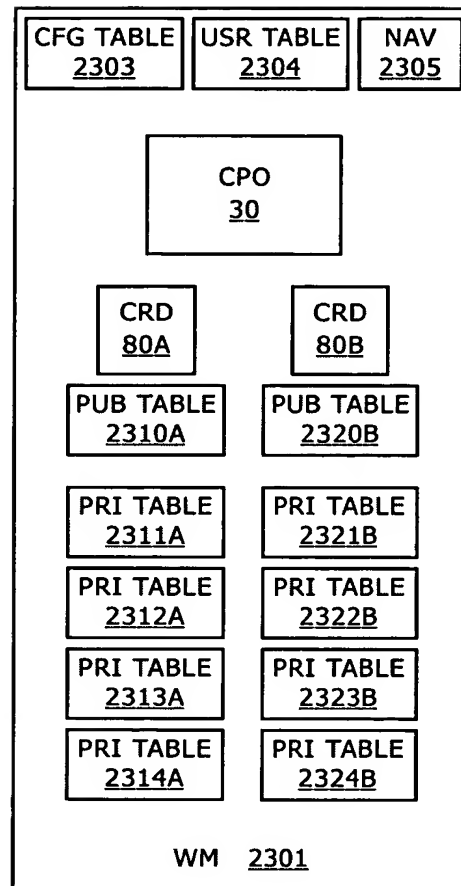 CFG TABLE USR TABLE NAV
2303 2304 2305
CPO
30
CRD CRD
80A 80B
PUB TABLE PUB TABLE
2310A 2320B
PRI TABLE PRI TABLE
2311A 2321B
PRI TABLE PRI TABLE
2312A 2322B
PRI TABLE PRI TABLE
2313A 2323B
PRI TABLE PRI TABLE
2314A 2324B
WM 2301